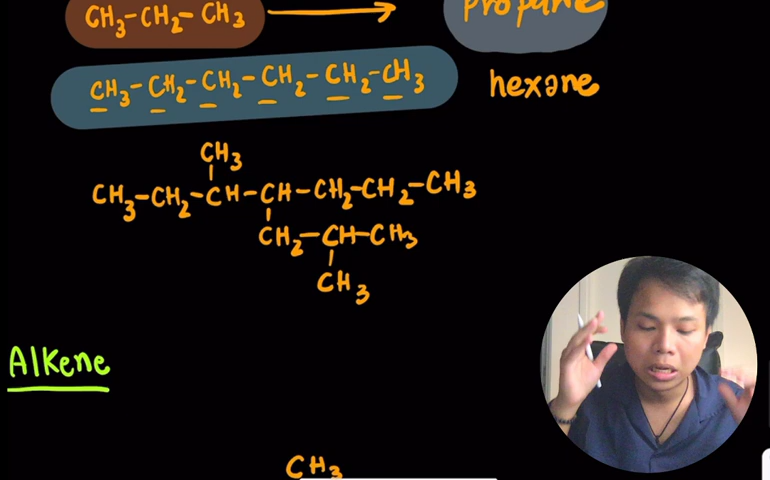 CH3-CH2-CH3 → propane
CH3-CH2-CH2-CH2-CH2-CH3 hexane
CH3
CH3-CH2-CH-CH-CH2-CH2-CH3
CH2-CH-CH3
CH3
Alkene
CH3